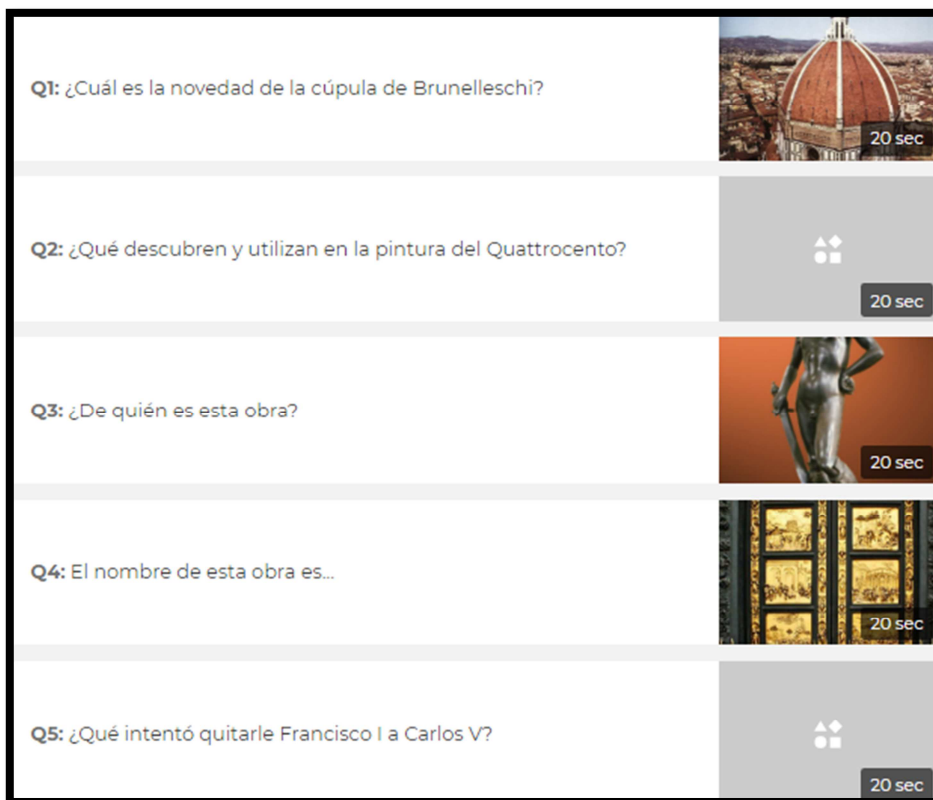 Q1: ¿Cuál es la novedad de la cúpula de Brunelleschi?
20 sec
Q2: ¿Qué descubren y utilizan en la pintura del Quattrocento?
20 sec
Q3: ¿De quién es esta obra?
20 sec
Q4: El nombre de esta obra es...
20 sec
Q5: ¿Qué intentó quitarle Francisco I a Carlos V?
20 sec